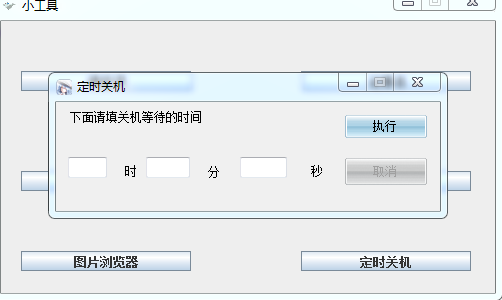 小工具
定时关机
下面请填关机等待的时间
执行
时 分 秒
取消
图片浏览器
定时关机